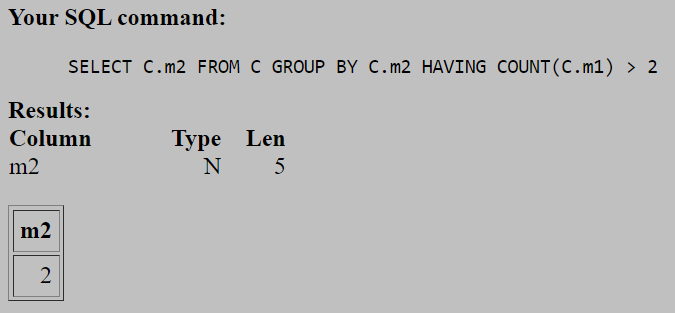 Your SQL command:
SELECT C.m2 FROM C GROUP BY C.m2 HAVING COUNT(C.m1) > 2
Results:
Column Type Len
m2 N 5
m2
2